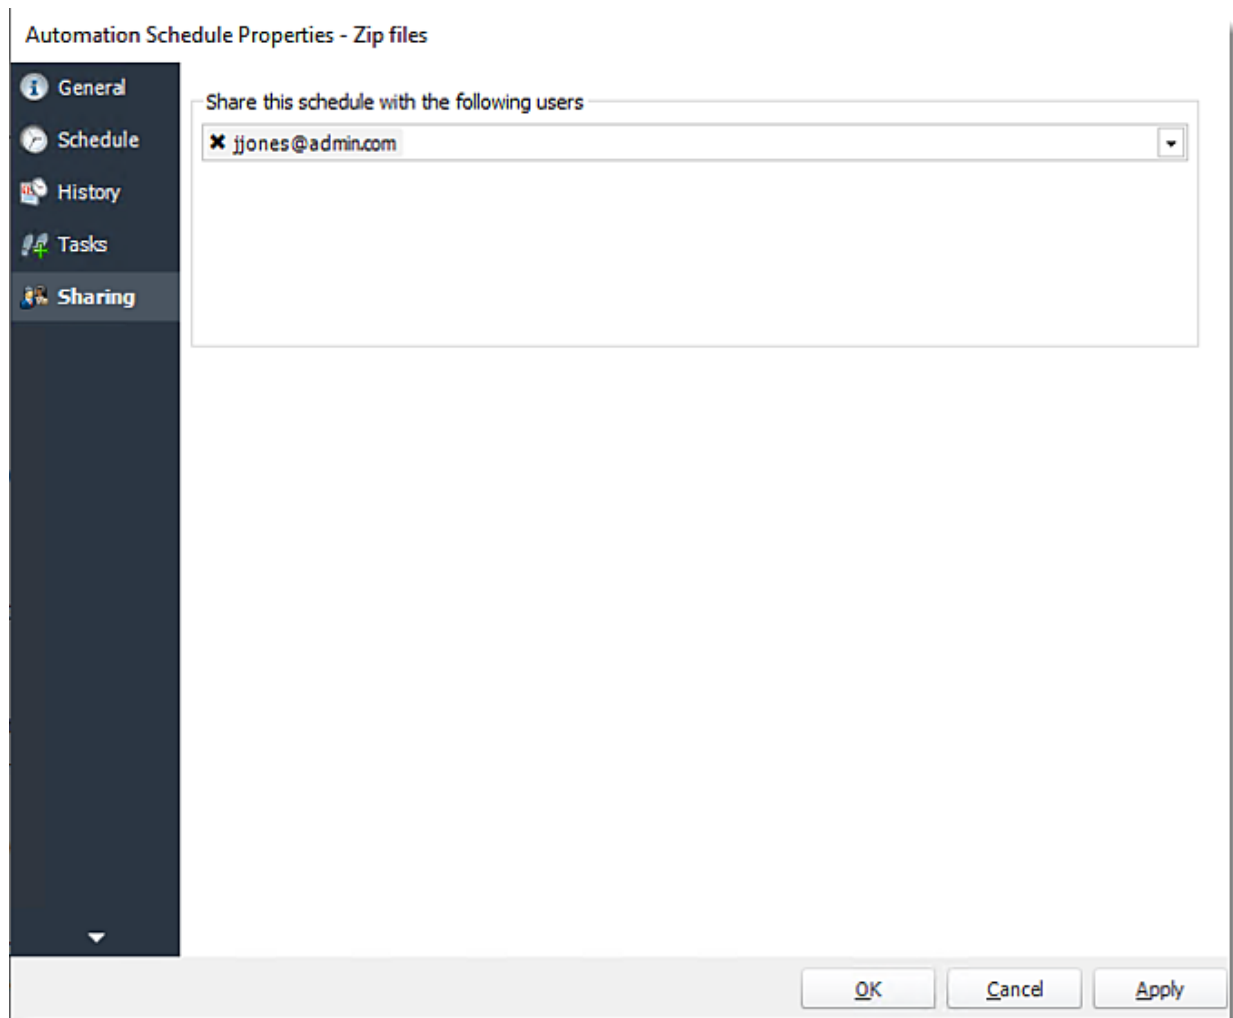 Automation Schedule Properties - Zip files
General
Schedule
History
Tasks
Sharing
Share this schedule with the following users
✖ jjones@admin.com
OK
Cancel
Apply